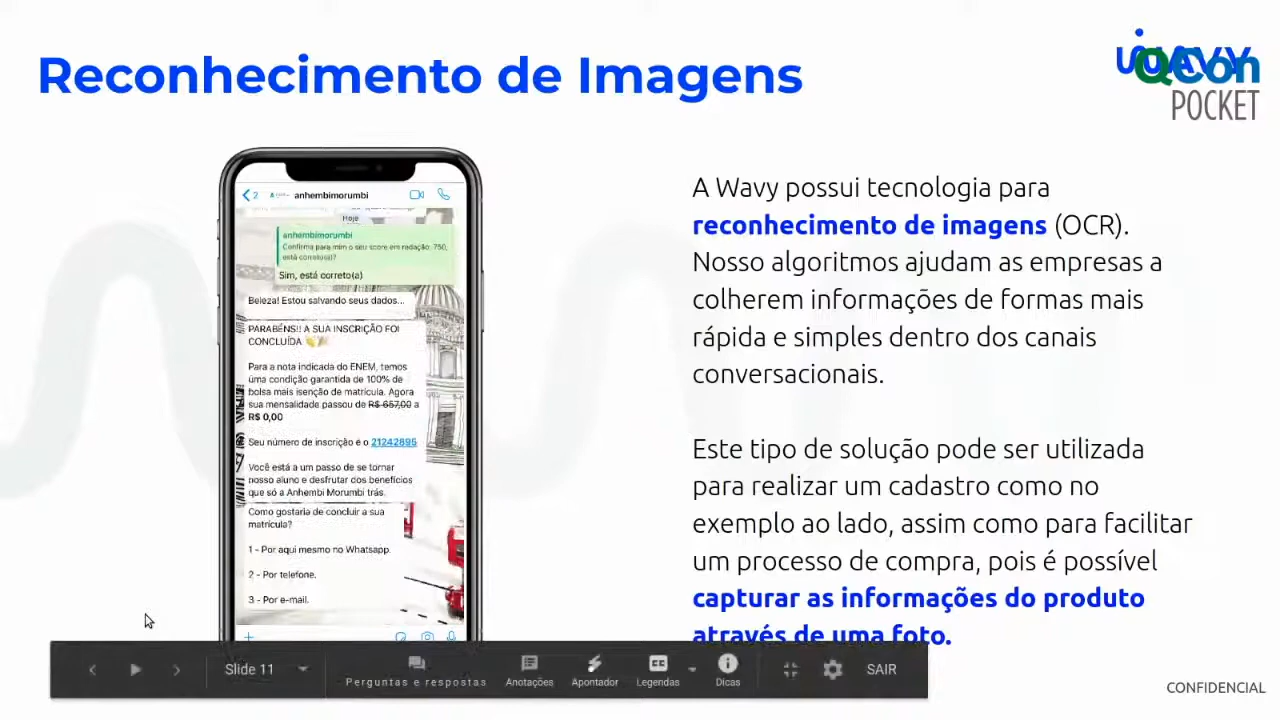 Reconhecimento de Imagens
wavy
QCon
POCKET
2
anhembimorumbi
Hoje
anhembimorumbi
Confirma para mim o seu score em redação: 750,
está correto(a)?
Sim, está correto(a)
Beleza! Estou salvando seus dados...
PARABÉNS!! A SUA INSCRIÇÃO FOI
CONCLUÍDA
Para a nota indicada do ENEM, temos
uma condição garantida de 100% de
bolsa mais isenção de matrícula. Agora
sua mensalidade passou de R$ 657,00 a
R$ 0,00
Seu número de inscrição é o 21242895
Você está a um passo de se tornar
nosso aluno e desfrutar dos benefícios
que só a Anhembi Morumbi trás.
Como gostaria de concluir a sua
matrícula?
1 - Por aqui mesmo no Whatsapp.
2 - Por telefone.
3 - Por e-mail.
A Wavy possui tecnologia para
reconhecimento de imagens (OCR).
Nosso algoritmos ajudam as empresas a
colherem informações de formas mais
rápida e simples dentro dos canais
conversacionais.
Este tipo de solução pode ser utilizada
para realizar um cadastro como no
exemplo ao lado, assim como para facilitar
um processo de compra, pois é possível
capturar as informações do produto
através de uma foto.
Slide 11
Perguntas e respostas
Anotações
Apontador
Legendas
Dicas
SAIR
CONFIDENCIAL